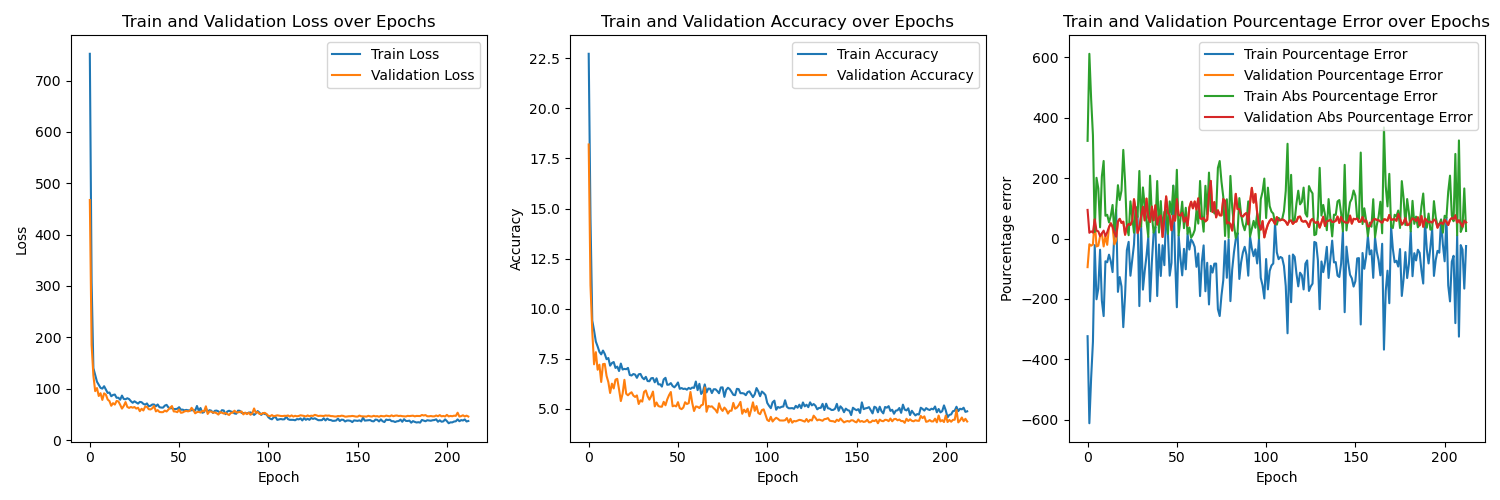 Train and Validation Loss over Epochs
Train Loss
Validation Loss
700
600
500
400
300
200
100
0
Loss
0 50 100 150 200
Epoch
Train and Validation Accuracy over Epochs
Train Accuracy
Validation Accuracy
22.5
20.0
17.5
15.0
12.5
10.0
7.5
5.0
Accuracy
0 50 100 150 200
Epoch
Train and Validation Pourcentage Error over Epochs
Train Pourcentage Error
Validation Pourcentage Error
Train Abs Pourcentage Error
Validation Abs Pourcentage Error
600
400
200
0
−200
−400
−600
Pourcentage error
0 50 100 150 200
Epoch